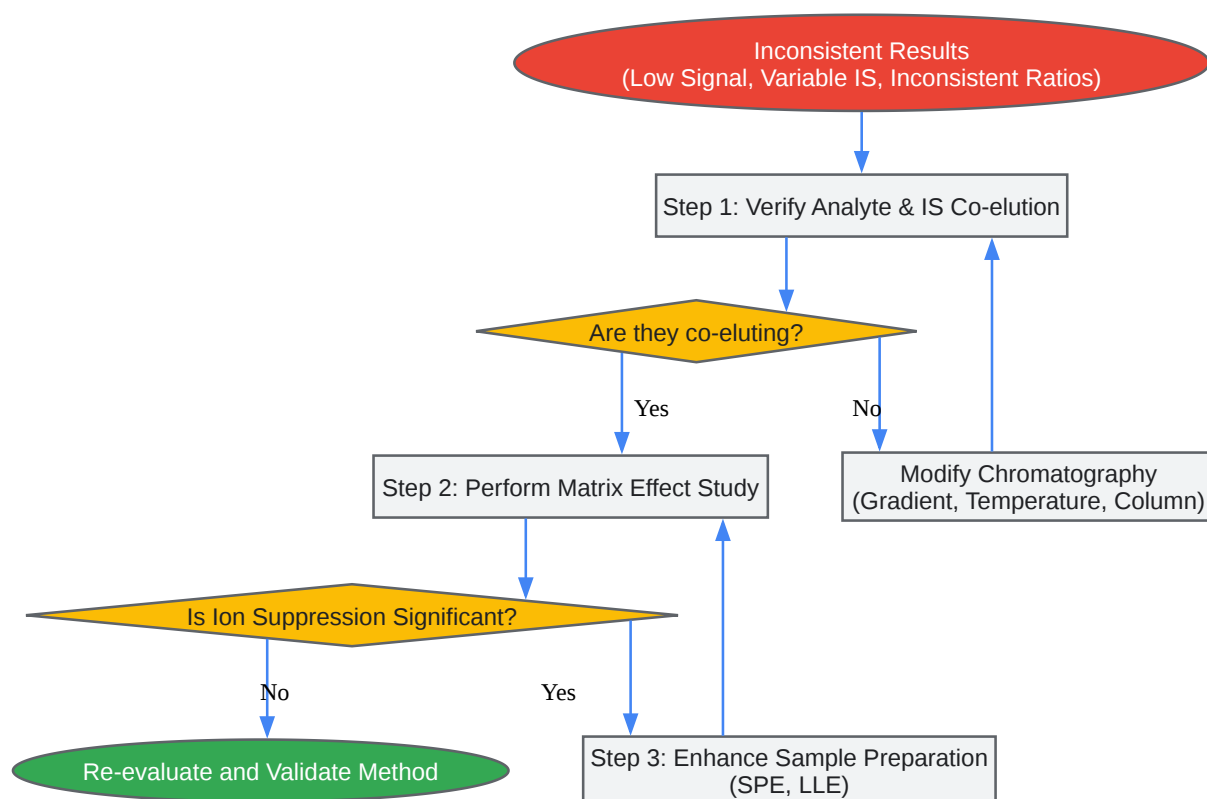 Inconsistent Results
(Low Signal, Variable IS, Inconsistent Ratios)
Step 1: Verify Analyte & IS Co-elution
Are they co-eluting?
Yes
No
Step 2: Perform Matrix Effect Study
Modify Chromatography
(Gradient, Temperature, Column)
Is Ion Suppression Significant?
No
Yes
Re-evaluate and Validate Method
Step 3: Enhance Sample Preparation
(SPE, LLE)